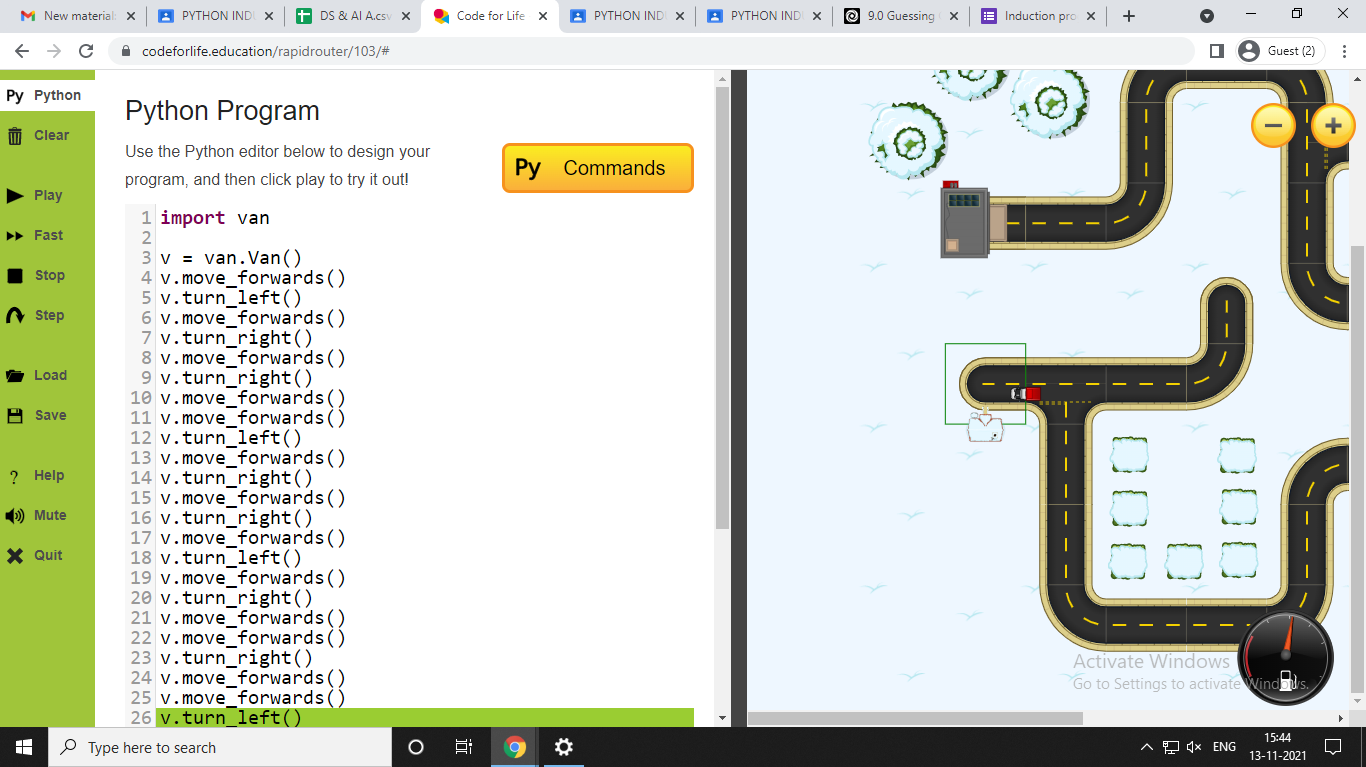 New material
PYTHON INDU
DS & AI A.csv
Code for Life
PYTHON INDU
PYTHON INDU
9.0 Guessing
Induction pro
codeforlife.education/rapidrouter/103/#
Guest (2)
Py Python
Clear
Play
Fast
Stop
Step
Load
Save
? Help
Mute
Quit
Python Program
Use the Python editor below to design your
program, and then click play to try it out!
Py Commands
1 import van
2
3 v = van.Van()
4 v.move_forwards()
5 v.turn_left()
6 v.move_forwards()
7 v.turn_right()
8 v.move_forwards()
9 v.turn_right()
10 v.move_forwards()
11 v.move_forwards()
12 v.turn_left()
13 v.move_forwards()
14 v.turn_right()
15 v.move_forwards()
16 v.turn_right()
17 v.move_forwards()
18 v.turn_left()
19 v.move_forwards()
20 v.turn_right()
21 v.move_forwards()
22 v.move_forwards()
23 v.turn_right()
24 v.move_forwards()
25 v.move_forwards()
26 v.turn_left()
Activate Windows
Go to Settings to activate Windows.
Type here to search
ENG
15:44
13-11-2021